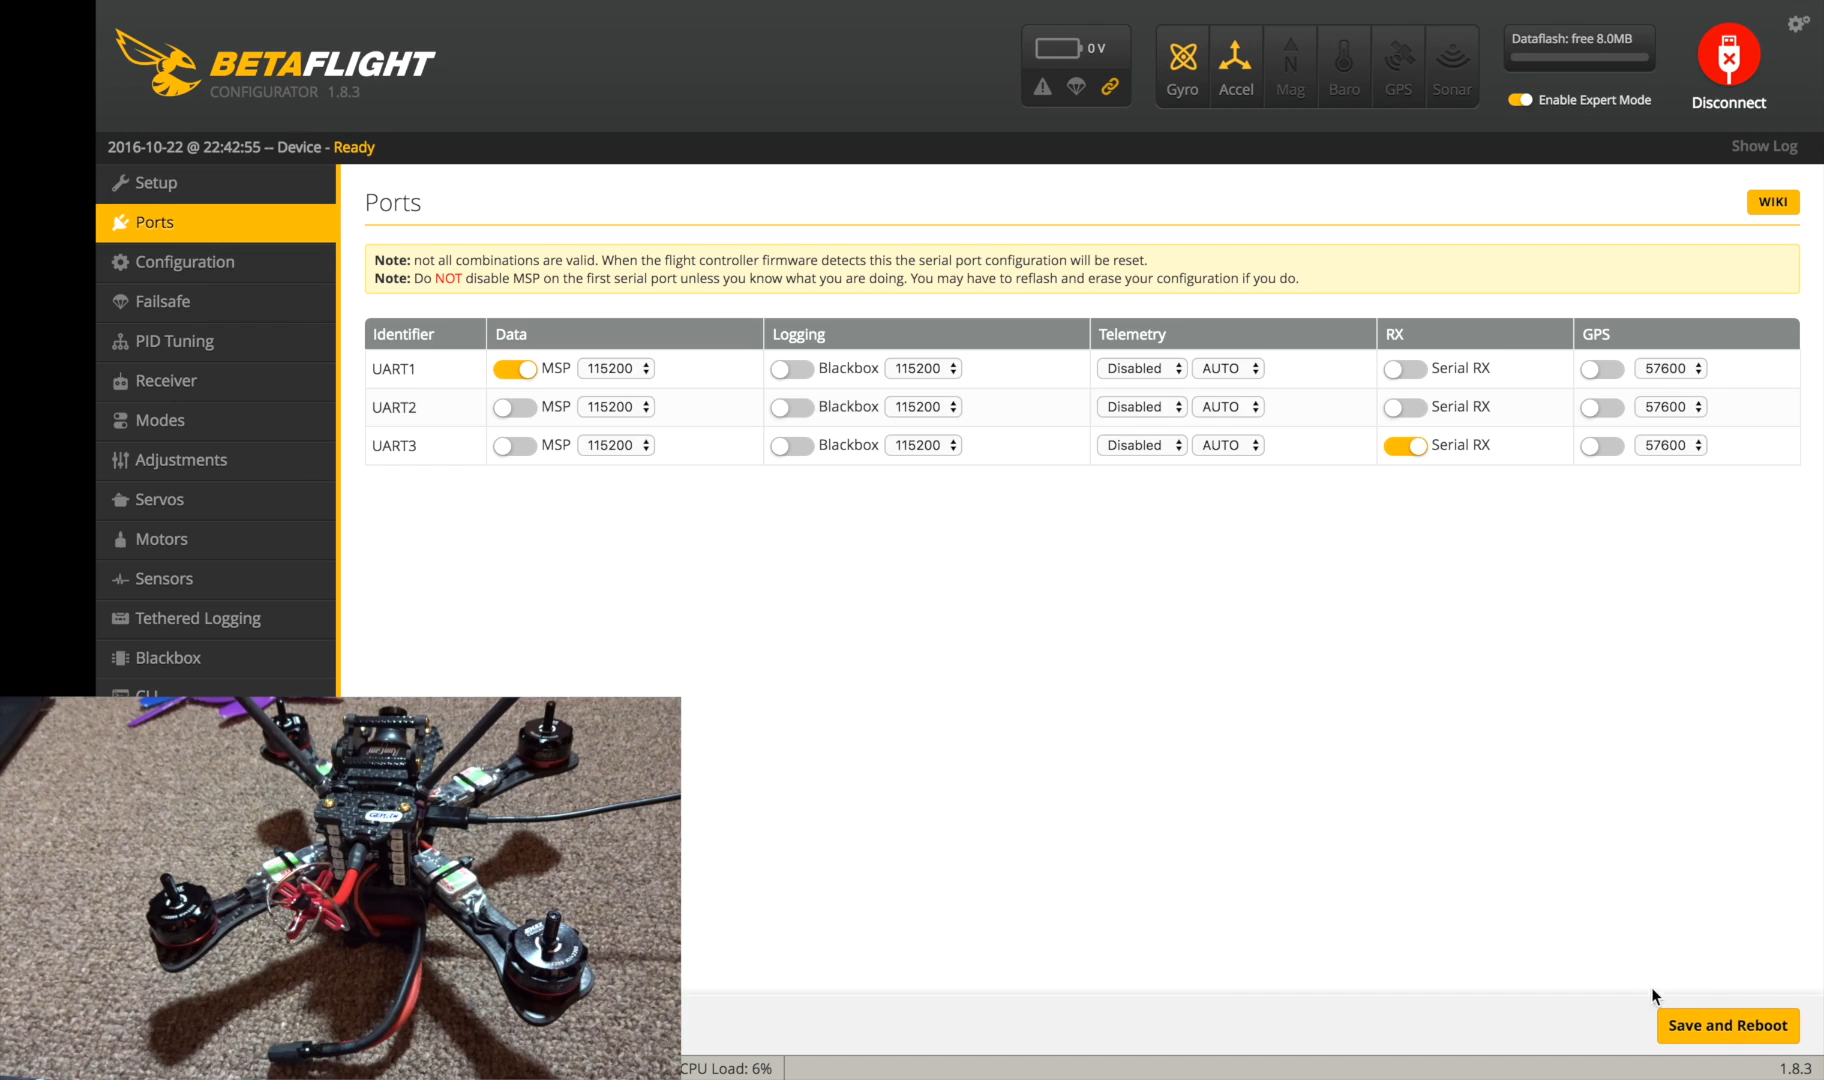 BETAFLIGHT
CONFIGURATOR 1.8.3
0 V
Gyro Accel Mag Baro GPS Sonar
Dataflash: free 8.0MB
Enable Expert Mode
Disconnect
2016-10-22 @ 22:42:55 -- Device - Ready
Show Log
Setup
Ports
Configuration
Failsafe
PID Tuning
Receiver
Modes
Adjustments
Servos
Motors
Sensors
Tethered Logging
Blackbox
Ports
WIKI
Note: not all combinations are valid. When the flight controller firmware detects this the serial port configuration will be reset.
Note: Do NOT disable MSP on the first serial port unless you know what you are doing. You may have to reflash and erase your configuration if you do.
Identifier Data Logging Telemetry RX GPS
UART1 MSP 115200 Blackbox 115200 Disabled AUTO Serial RX 57600
UART2 MSP 115200 Blackbox 115200 Disabled AUTO Serial RX 57600
UART3 MSP 115200 Blackbox 115200 Disabled AUTO Serial RX 57600
Save and Reboot
CPU Load: 6%
1.8.3